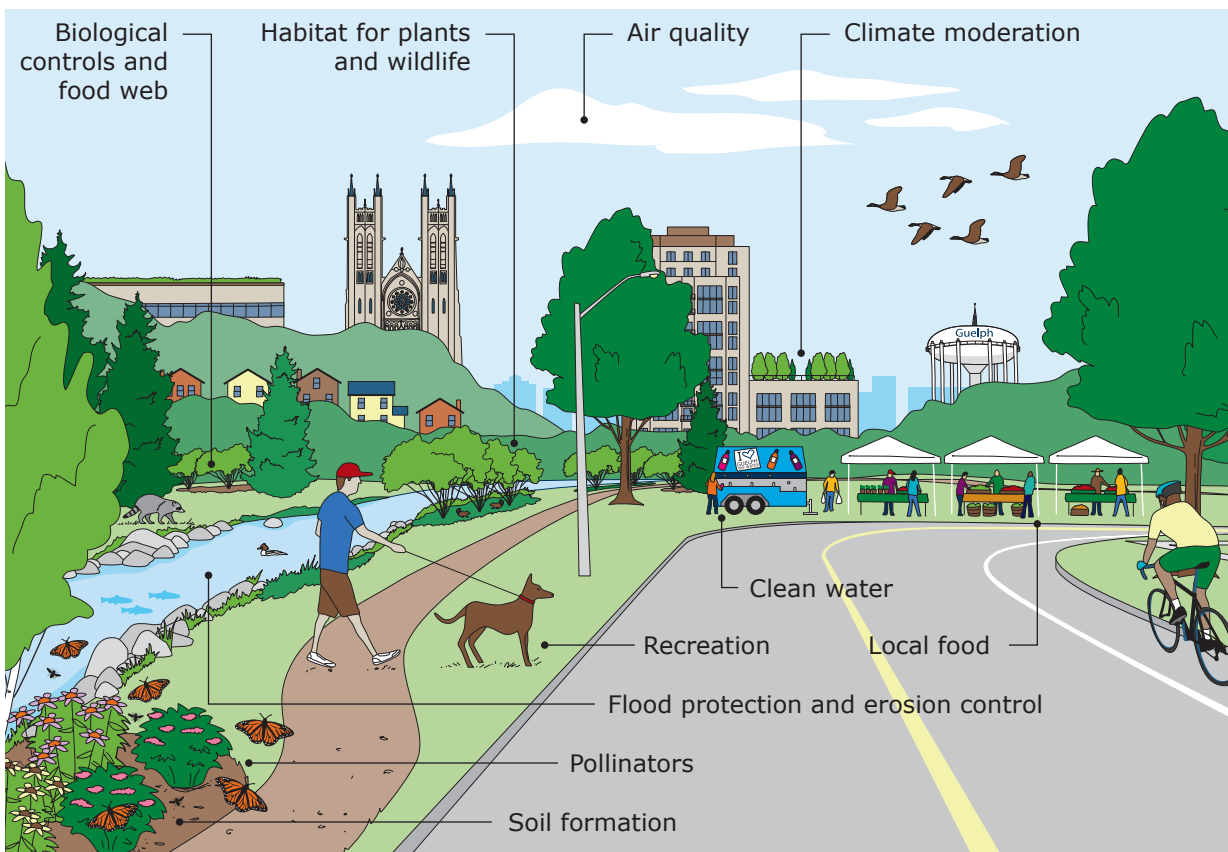 Biological
controls and
food web
Habitat for plants
and wildlife
Air quality
Climate moderation
Guelph
I
GUELPH
Clean water
Recreation
Local food
Flood protection and erosion control
Pollinators
Soil formation